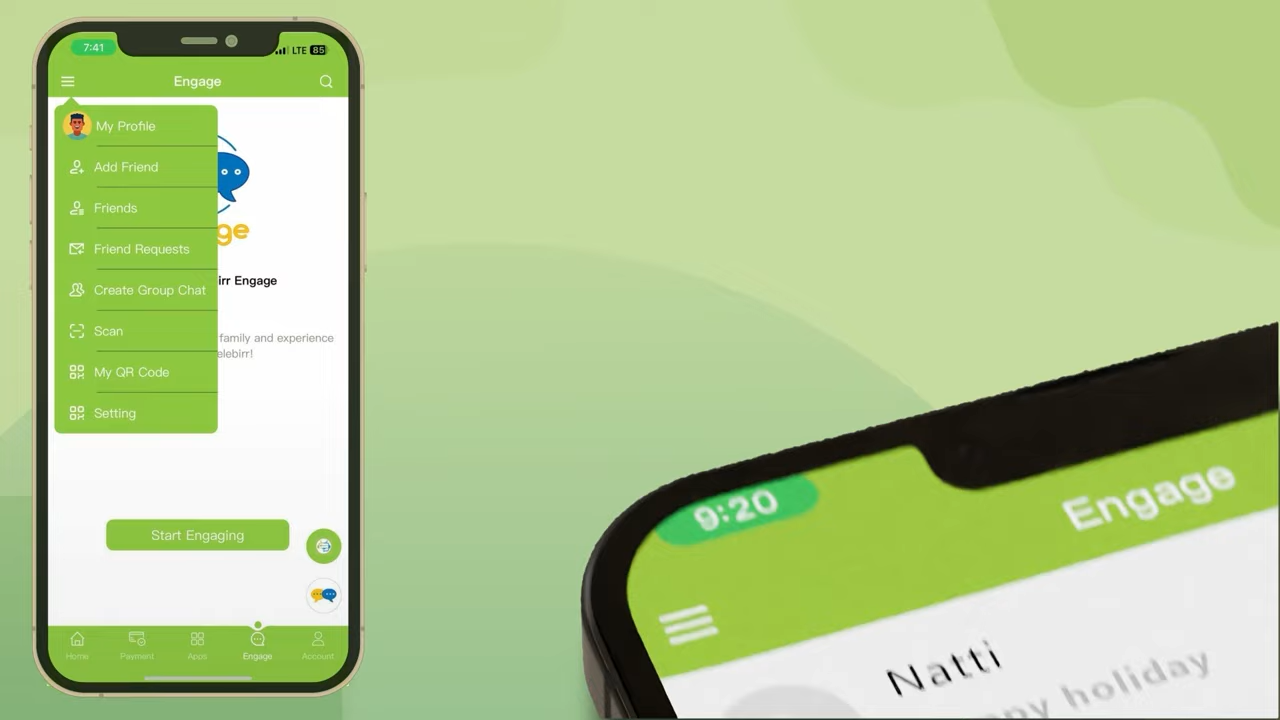 7:41
LTE 85
Engage
My Profile
Add Friend
Friends
Friend Requests
Create Group Chat
Scan
My QR Code
Setting
ge
irr Engage
family and experience
elebirr!
Start Engaging
Home
Payment
Apps
Engage
Account
9:20
Engage
Natti
py holiday